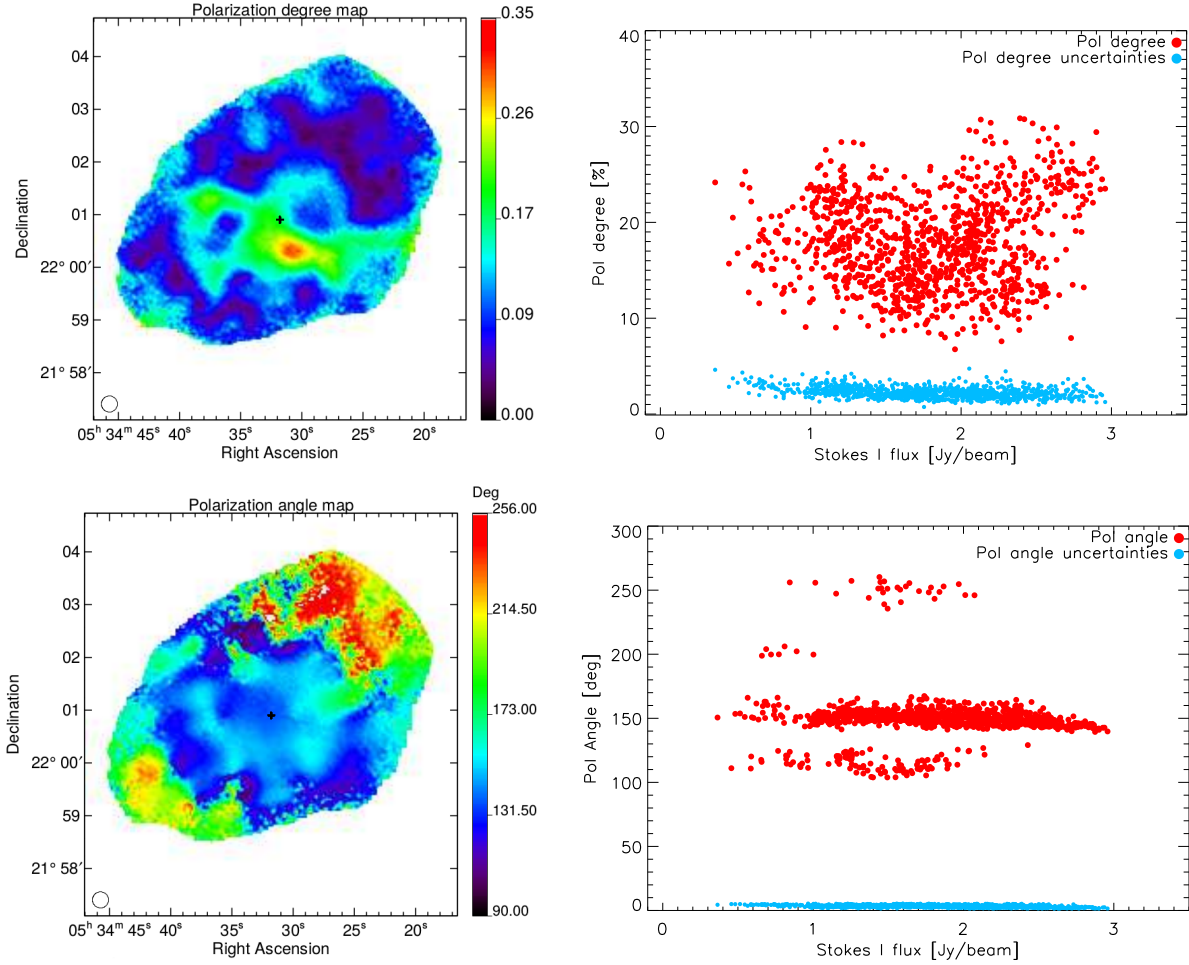 Polarization degree map
0.35
0.26
0.17
0.09
0.00
04
03
02
01
22° 00′
59
21° 58′
Declination
05ʰ 34ᵐ 45ˢ 40ˢ 35ˢ 30ˢ 25ˢ 20ˢ
Right Ascension
Pol degree
Pol degree uncertainties
40
30
20
10
0
Pol degree [%]
0 1 2 3
Stokes I flux [Jy/beam]
Polarization angle map
Deg
256.00
214.50
173.00
131.50
90.00
04
03
02
01
22° 00′
59
21° 58′
Declination
05ʰ 34ᵐ 45ˢ 40ˢ 35ˢ 30ˢ 25ˢ 20ˢ
Right Ascension
Pol angle
Pol angle uncertainties
300
250
200
150
100
50
0
Pol Angle [deg]
0 1 2 3
Stokes I flux [Jy/beam]